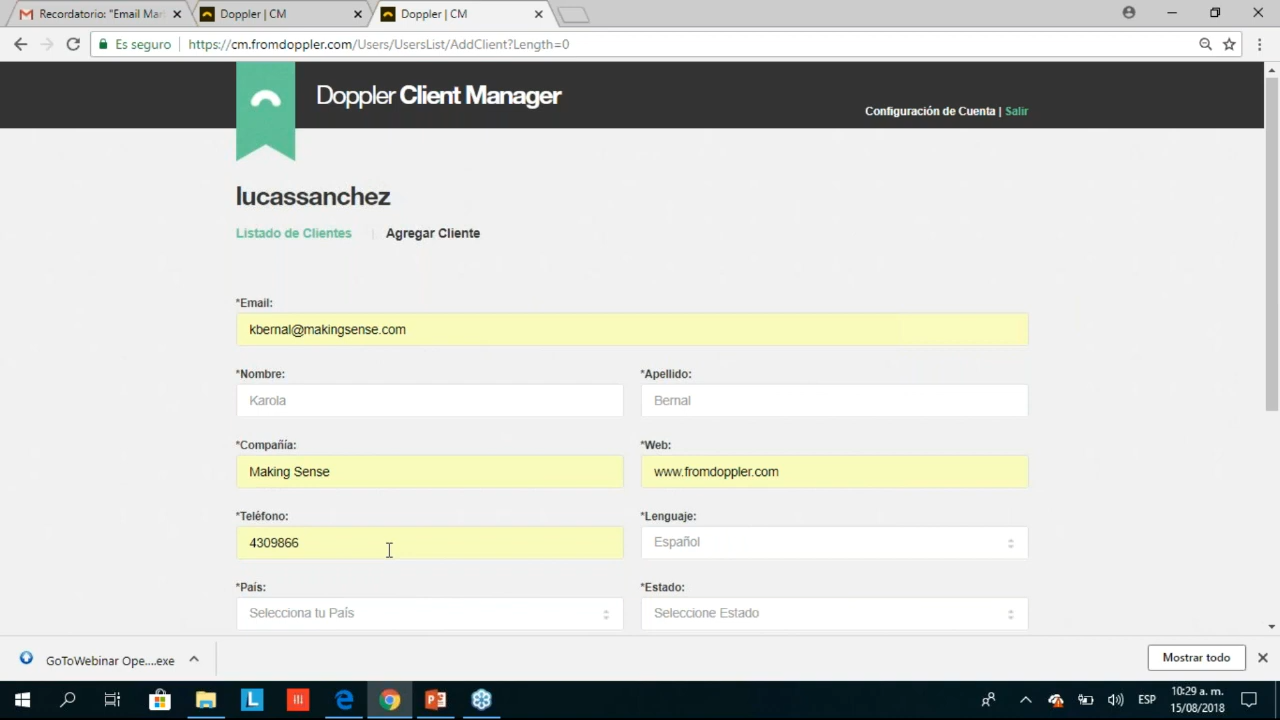 Recordatorio: "Email Mar
Doppler | CM
Doppler | CM
Es seguro
https://cm.fromdoppler.com/Users/UsersList/AddClient?Length=0
Doppler Client Manager
Configuración de Cuenta | Salir
lucassanchez
Listado de Clientes | Agregar Cliente
*Email:
kbernal@makingsense.com
*Nombre:
*Apellido:
Karola
Bernal
*Compañía:
*Web:
Making Sense
www.fromdoppler.com
*Teléfono:
*Lenguaje:
4309866
Español
*País:
*Estado:
Selecciona tu País
Seleccione Estado
GoToWebinar Ope....exe
Mostrar todo
ESP
10:29 a. m.
15/08/2018